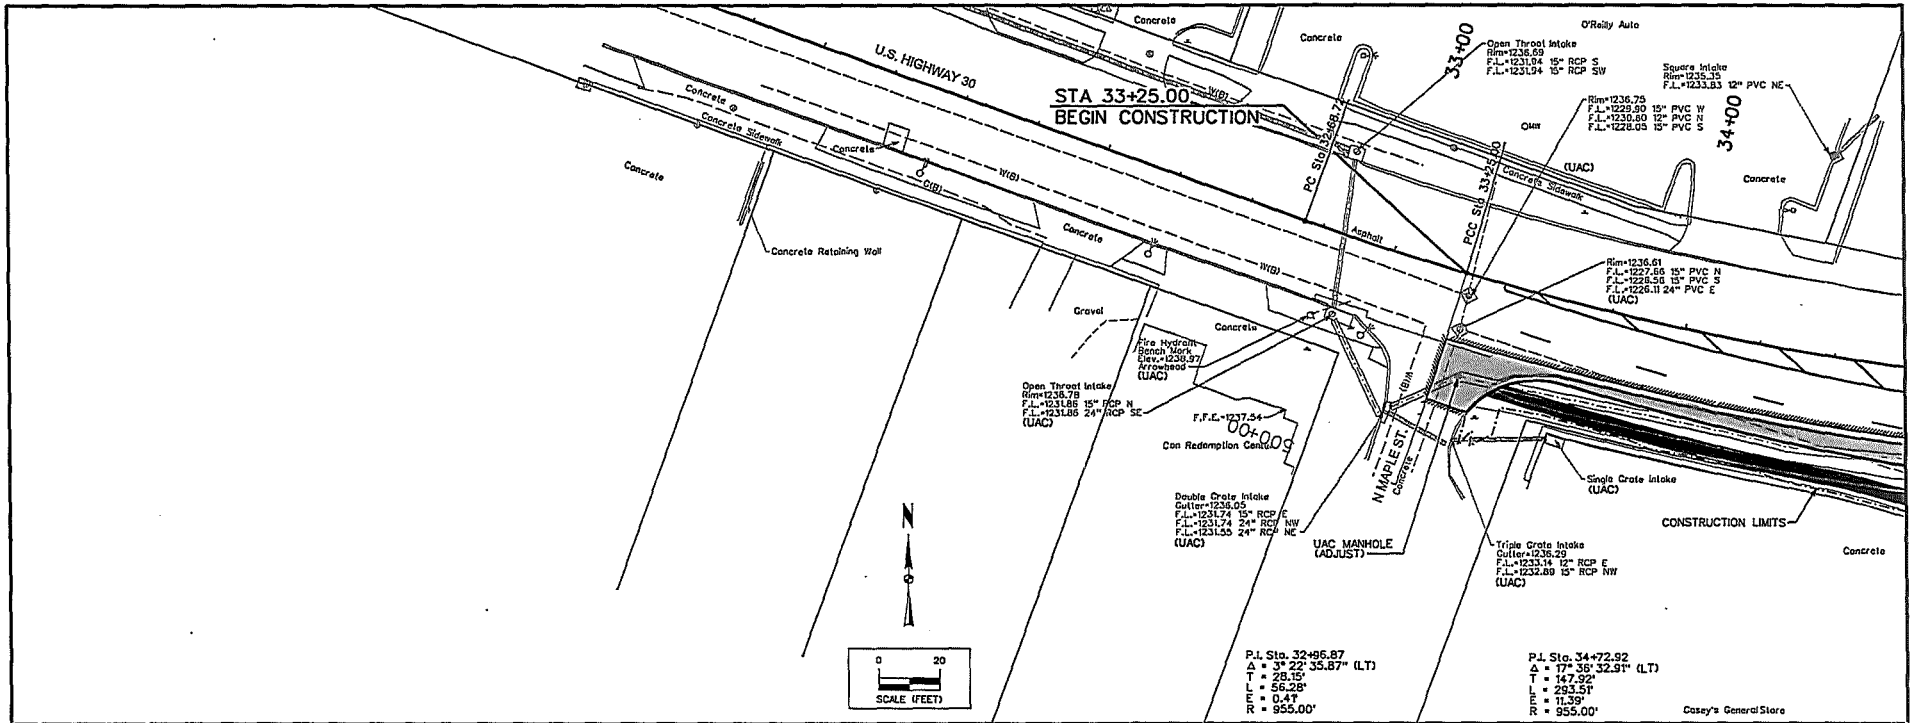 Concrete
Concrete
O'Reilly Auto
33+00
Open Throat Intake
Rim=1236.69
F.L.=1231.94 15" RCP S
F.L.=1231.94 15" RCP SW
Square Intake
Rim=1235.35
F.L.=1233.83 12" PVC NE
U.S. HIGHWAY 30
W(B)
STA 33+25.00
BEGIN CONSTRUCTION
PC Sta. 32+68.72
Rim=1236.75
F.L.=1229.90 15" PVC W
F.L.=1230.80 12" PVC N
F.L.=1228.05 15" PVC S
(UAC)
34+00
Concrete
Concrete Sidewalk
Concrete
Concrete
W(B)
G(B)
PCC Sta. 33+25.00
Concrete Sidewalk
Concrete
Concrete
Asphalt
Concrete Retaining Wall
W(B)
Rim=1236.61
F.L.=1227.66 15" PVC N
F.L.=1228.56 15" PVC S
F.L.=1226.11 24" PVC E
(UAC)
Gravel
Concrete
Fire Hydrant
Bench Mark
Elev.=1238.97
Arrowhead
(UAC)
W(B)
Open Throat Intake
Rim=1236.78
F.L.=1231.86 15" RCP N
F.L.=1231.86 24" RCP SE
(UAC)
F.F.E.=1237.54
600+00
Can Redemption Center
N MAPLE ST.
Concrete
Single Grate Intake
(UAC)
Double Grate Intake
Gutter=1236.05
F.L.=1231.74 15" RCP E
F.L.=1231.74 24" RCP NW
F.L.=1231.55 24" RCP NE
(UAC)
N
UAC MANHOLE
(ADJUST)
CONSTRUCTION LIMITS
Triple Grate Intake
Gutter=1236.29
F.L.=1233.14 12" RCP E
F.L.=1232.89 15" RCP NW
(UAC)
Concrete
0 20
SCALE (FEET)
P.I. Sta. 32+96.87
Δ = 3° 22' 35.87" (LT)
T = 28.15'
L = 56.28'
E = 0.41'
R = 955.00'
P.I. Sta. 34+72.92
Δ = 17° 36' 32.91" (LT)
T = 147.92'
L = 293.51'
E = 11.39'
R = 955.00'
Casey's General Store